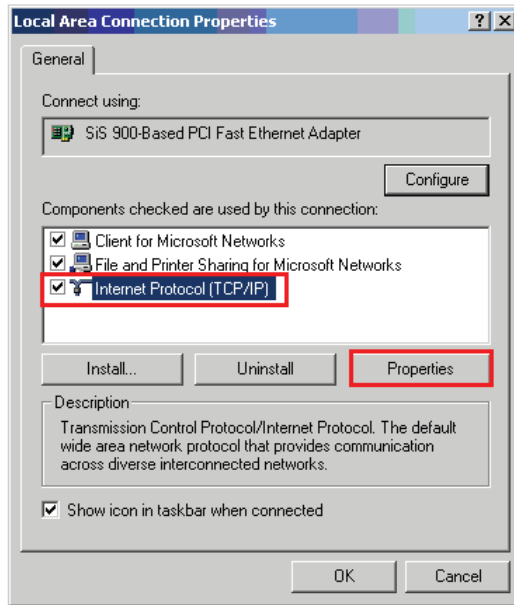 Local Area Connection Properties
General
Connect using:
SiS 900-Based PCI Fast Ethernet Adapter
Configure
Components checked are used by this connection:
Client for Microsoft Networks
File and Printer Sharing for Microsoft Networks
Internet Protocol (TCP/IP)
Install... Uninstall Properties
Description
Transmission Control Protocol/Internet Protocol. The default
wide area network protocol that provides communication
across diverse interconnected networks.
Show icon in taskbar when connected
OK Cancel